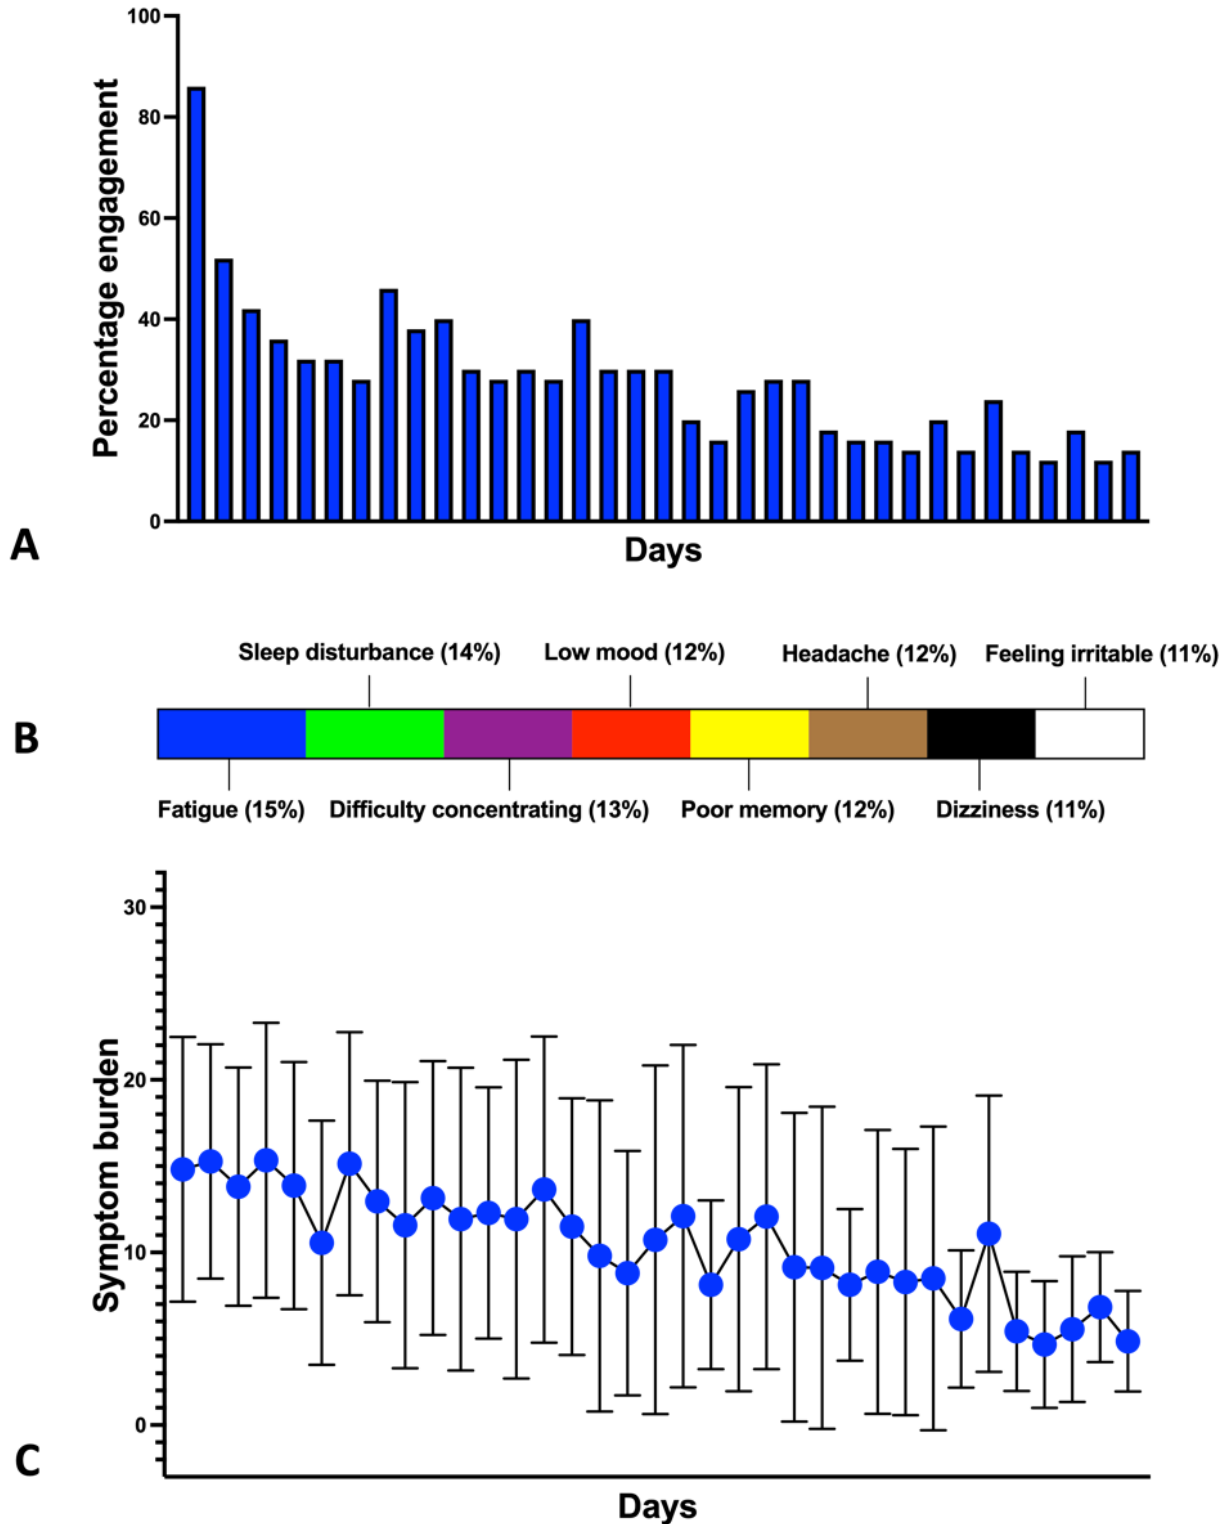 100
80
60
40
20
0
Percentage engagement
Days
A
Sleep disturbance (14%) Low mood (12%) Headache (12%) Feeling irritable (11%)
B
Fatigue (15%) Difficulty concentrating (13%) Poor memory (12%) Dizziness (11%)
30
20
10
0
Symptom burden
C
Days